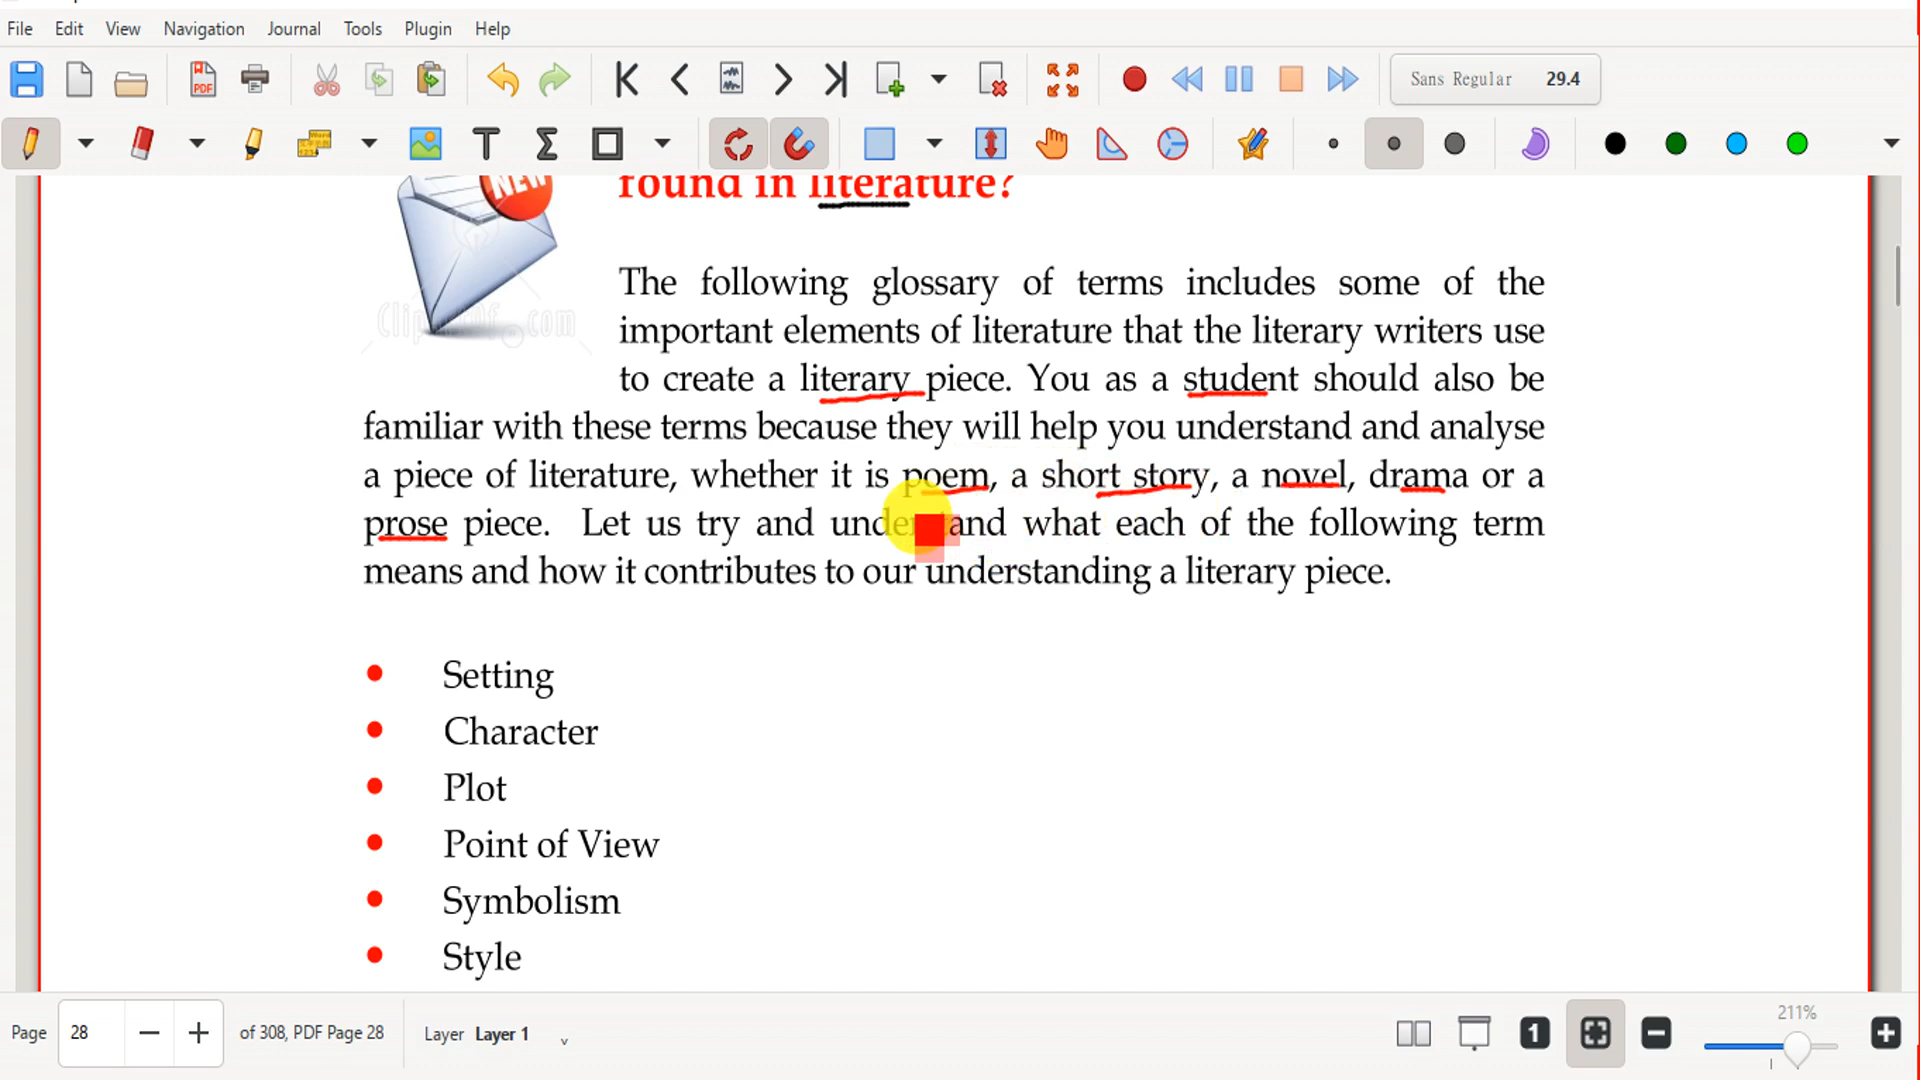 File Edit View Navigation Journal Tools Plugin Help
PDF
Sans Regular 29.4
T Σ
NEW
found in literature?
The following glossary of terms includes some of the
important elements of literature that the literary writers use
to create a literary piece. You as a student should also be
familiar with these terms because they will help you understand and analyse
a piece of literature, whether it is poem, a short story, a novel, drama or a
prose piece. Let us try and understand what each of the following term
means and how it contributes to our understanding a literary piece.
• Setting
• Character
• Plot
• Point of View
• Symbolism
• Style
Page 28 of 308, PDF Page 28 Layer Layer 1 1 211%